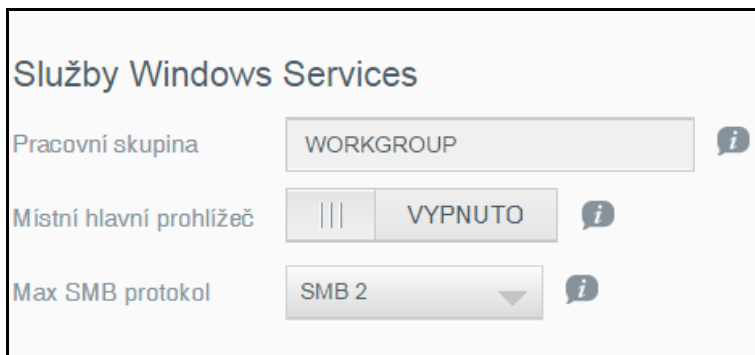 Služby Windows Services
Pracovní skupina WORKGROUP
Místní hlavní prohlížeč VYPNUTO
Max SMB protokol SMB 2